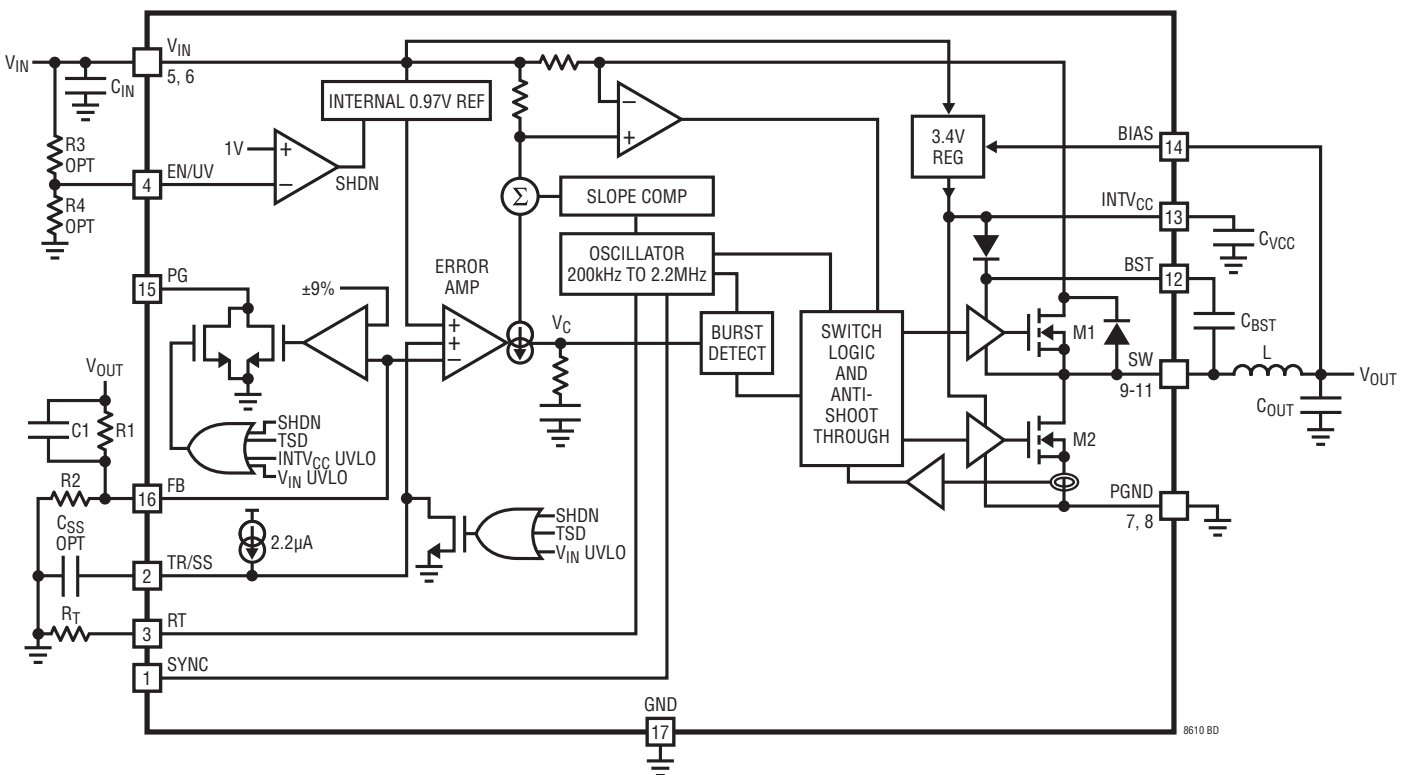 VIN
CIN
R3
OPT
R4
OPT
VIN
5, 6
4
EN/UV
1V
+
−
SHDN
INTERNAL 0.97V REF
−
+
3.4V
REG
BIAS
14
INTVCC
13
CVCC
BST
12
CBST
Σ
SLOPE COMP
OSCILLATOR
200kHz TO 2.2MHz
PG
15
±9%
ERROR
AMP
+
+
−
VC
BURST
DETECT
SWITCH
LOGIC
AND
ANTI-
SHOOT
THROUGH
M1
M2
SW
9-11
L
VOUT
COUT
PGND
7, 8
VOUT
C1
R1
R2
SHDN
TSD
INTVCC UVLO
VIN UVLO
16
FB
CSS
OPT
2.2µA
SHDN
TSD
VIN UVLO
2
TR/SS
RT
3
RT
1
SYNC
GND
17
8610 BD